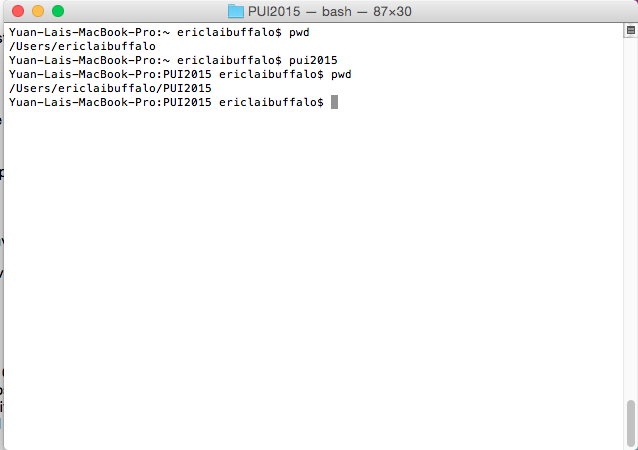 PUI2015 — bash — 87×30
Yuan-Lais-MacBook-Pro:~ ericlaibuffalo$ pwd
/Users/ericlaibuffalo
Yuan-Lais-MacBook-Pro:~ ericlaibuffalo$ pui2015
Yuan-Lais-MacBook-Pro:PUI2015 ericlaibuffalo$ pwd
/Users/ericlaibuffalo/PUI2015
Yuan-Lais-MacBook-Pro:PUI2015 ericlaibuffalo$